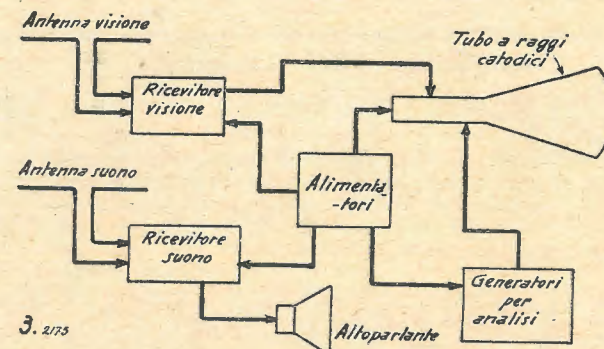 Antenna visione
Tubo a raggi
catodici
Ricevitore
visione
Antenna suono
Alimenta-
-tori
Ricevitore
suono
Generatori
per
analisi
Altoparlante
3. 2175